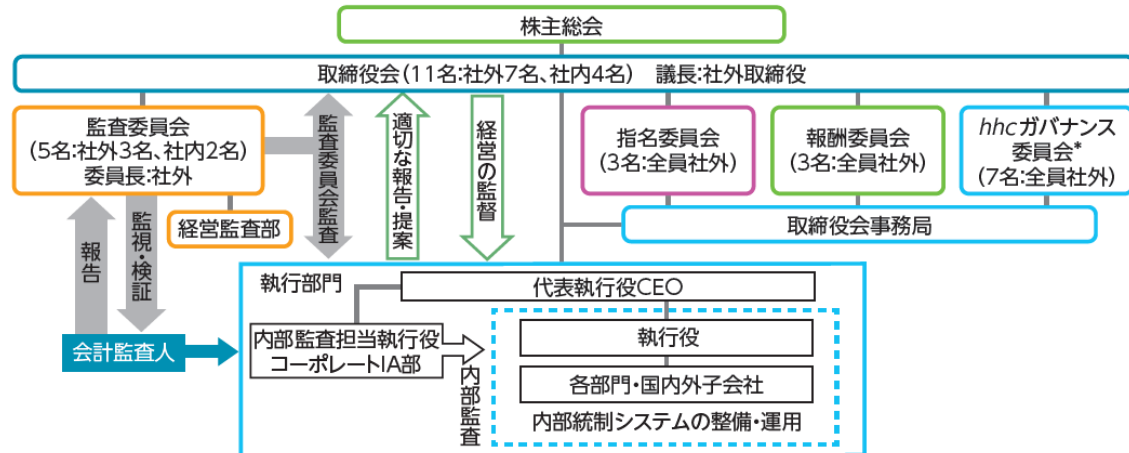 株主総会
取締役会(11名:社外7名、社内4名) 議長:社外取締役
監査委員会
(5名:社外3名、社内2名)
委員長:社外
経営監査部
監査委員会監査
適切な報告・提案
経営の監督
指名委員会
(3名:全員社外)
報酬委員会
(3名:全員社外)
hhcガバナンス
委員会*
(7名:全員社外)
取締役会事務局
報告
監視・検証
会計監査人
執行部門
代表執行役CEO
内部監査担当執行役
コーポレートIA部
内部監査
執行役
各部門・国内外子会社
内部統制システムの整備・運用